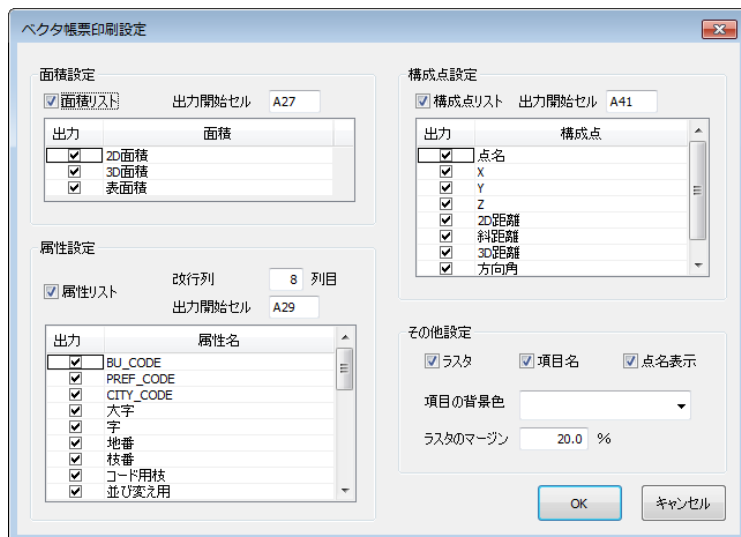 ベクタ帳票印刷設定
面積設定
面積リスト 出力開始セル A27
出力 面積
2D面積
3D面積
表面積
属性設定
属性リスト
改行列 8 列目
出力開始セル A29
出力 属性名
BU_CODE
PREF_CODE
CITY_CODE
大字
字
地番
枝番
コード用枝
並び変え用
構成点設定
構成点リスト 出力開始セル A41
出力 構成点
点名
X
Y
Z
2D距離
斜距離
3D距離
方向角
その他設定
ラスタ 項目名 点名表示
項目の背景色
ラスタのマージン 20.0 %
OK キャンセル